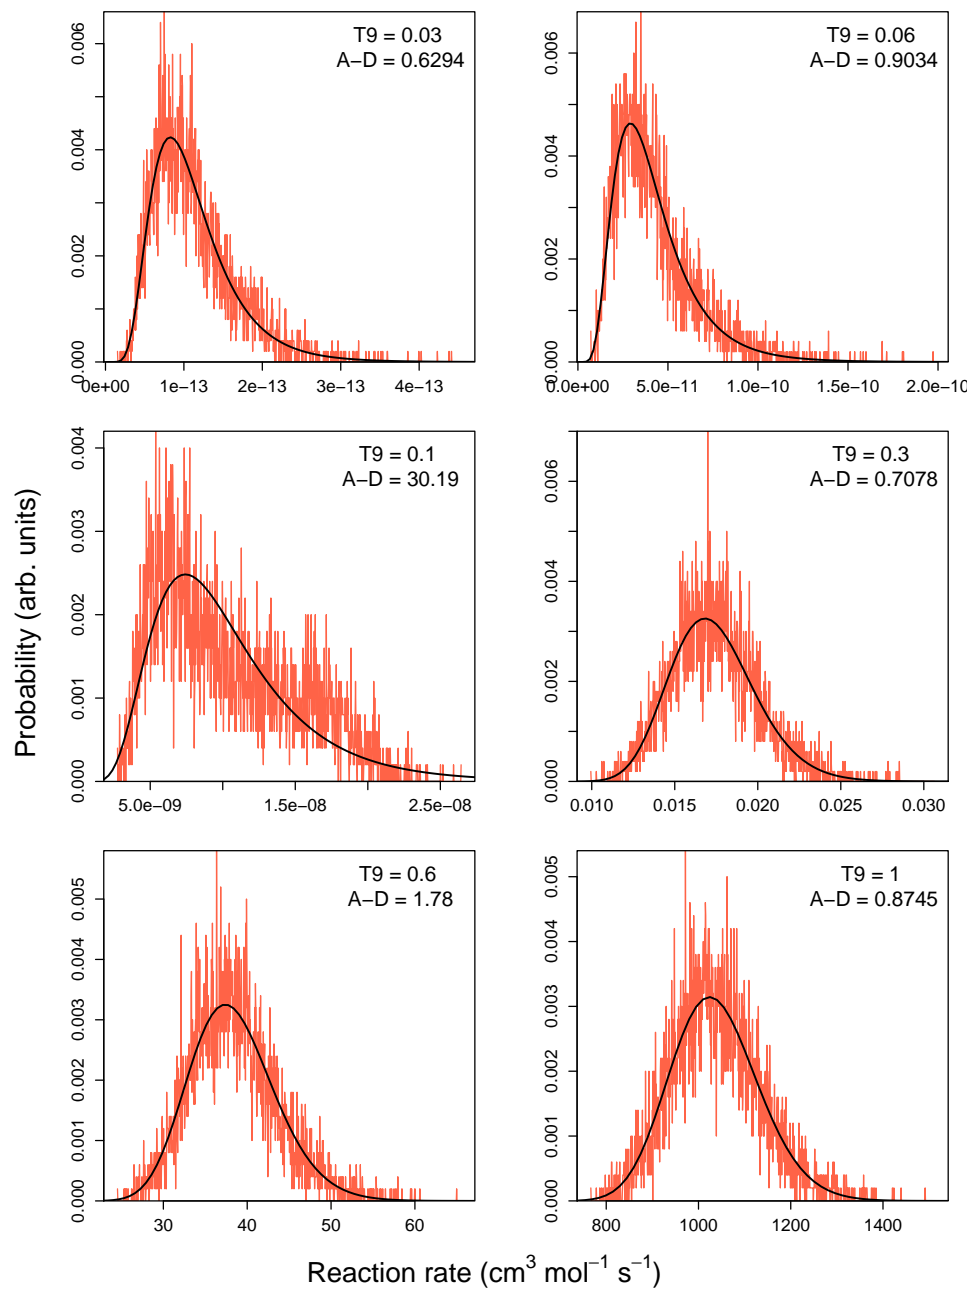 T9 = 0.03
A−D = 0.6294
0.000
0.002
0.004
0.006
0e+00
1e−13
2e−13
3e−13
4e−13
T9 = 0.06
A−D = 0.9034
0.000
0.002
0.004
0.006
0.0e+00
5.0e−11
1.0e−10
1.5e−10
2.0e−10
T9 = 0.1
A−D = 30.19
0.000
0.001
0.002
0.003
0.004
5.0e−09
1.5e−08
2.5e−08
T9 = 0.3
A−D = 0.7078
0.000
0.002
0.004
0.006
0.010
0.015
0.020
0.025
0.030
T9 = 0.6
A−D = 1.78
0.000
0.001
0.002
0.003
0.004
0.005
30
40
50
60
T9 = 1
A−D = 0.8745
0.000
0.001
0.002
0.003
0.004
0.005
800
1000
1200
1400
Probability (arb. units)
Reaction rate (cm³ mol⁻¹ s⁻¹)